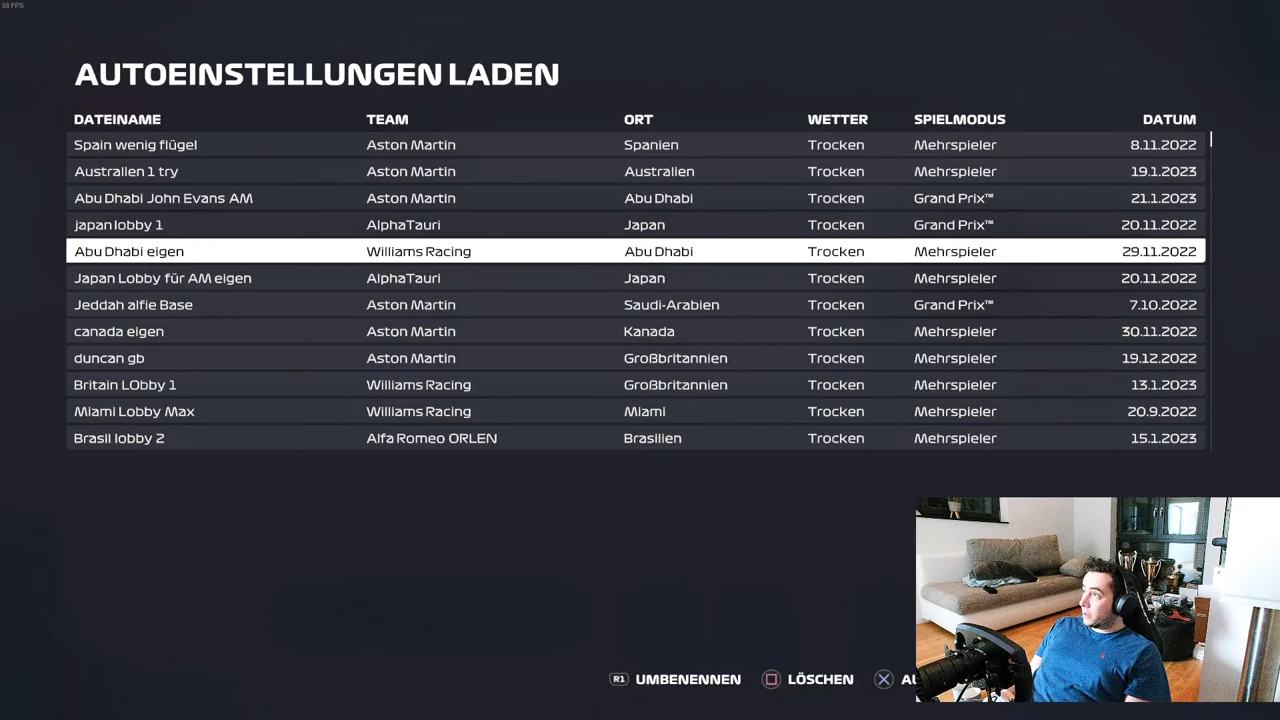 59 FPS
AUTOEINSTELLUNGEN LADEN
DATEINAME TEAM ORT WETTER SPIELMODUS DATUM
Spain wenig flügel Aston Martin Spanien Trocken Mehrspieler 8.11.2022
Australien 1 try Aston Martin Australien Trocken Mehrspieler 19.1.2023
Abu Dhabi John Evans AM Aston Martin Abu Dhabi Trocken Grand Prix™ 21.1.2023
japan lobby 1 AlphaTauri Japan Trocken Grand Prix™ 20.11.2022
Abu Dhabi eigen Williams Racing Abu Dhabi Trocken Mehrspieler 29.11.2022
Japan Lobby für AM eigen AlphaTauri Japan Trocken Mehrspieler 20.11.2022
Jeddah alfie Base Aston Martin Saudi-Arabien Trocken Grand Prix™ 7.10.2022
canada eigen Aston Martin Kanada Trocken Mehrspieler 30.11.2022
duncan gb Aston Martin Großbritannien Trocken Mehrspieler 19.12.2022
Britain LObby 1 Williams Racing Großbritannien Trocken Mehrspieler 13.1.2023
Miami Lobby Max Williams Racing Miami Trocken Mehrspieler 20.9.2022
Brasil lobby 2 Alfa Romeo ORLEN Brasilien Trocken Mehrspieler 15.1.2023
R1 UMBENENNEN LÖSCHEN AU